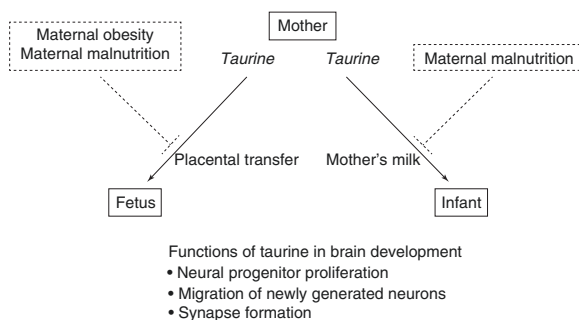 Mother
Maternal obesity
Maternal malnutrition
Taurine
Taurine
Maternal malnutrition
Placental transfer
Mother's milk
Fetus
Infant
Functions of taurine in brain development
• Neural progenitor proliferation
• Migration of newly generated neurons
• Synapse formation